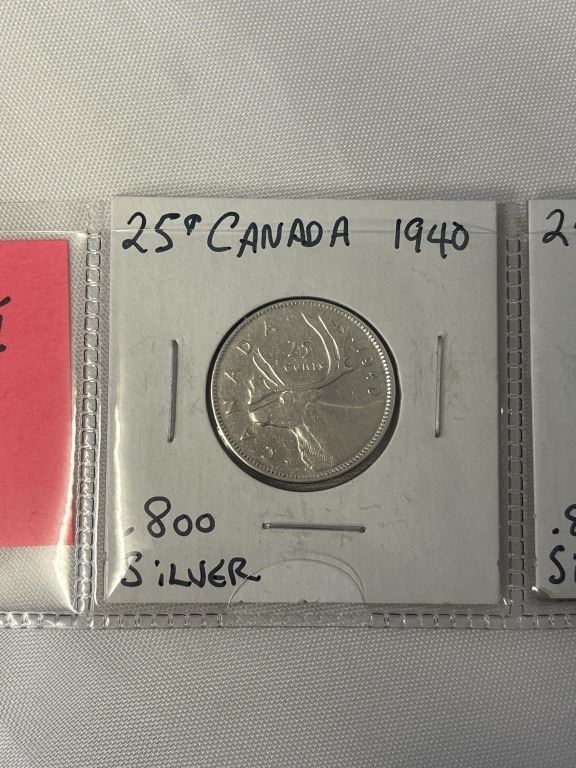 25¢ CANADA 1940
CANADA
1940
25
CENTS
.800
SILVER